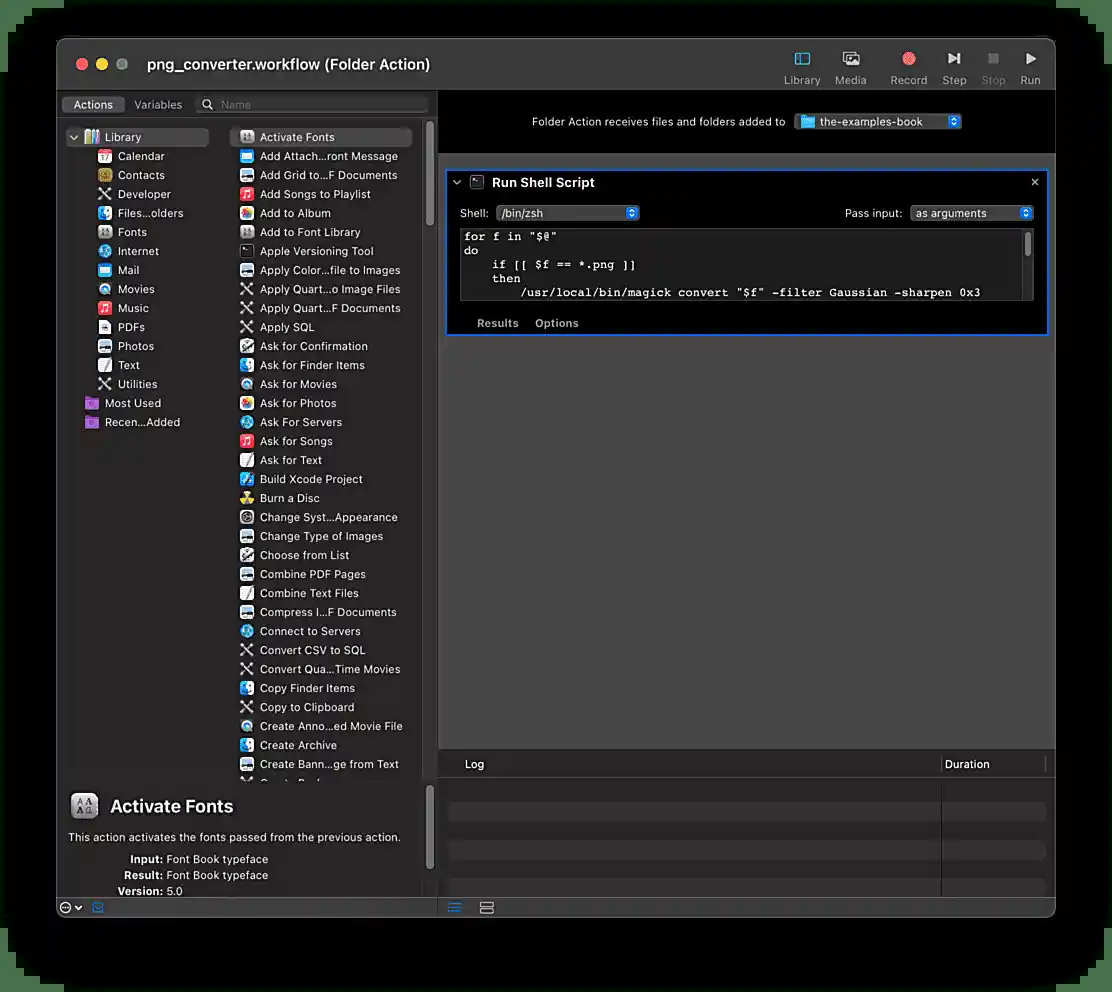 png_converter.workflow (Folder Action)
Library
Media
Record
Step
Stop
Run
Actions
Variables
Name
Library
Calendar
Contacts
Developer
Files...olders
Fonts
Internet
Mail
Movies
Music
PDFs
Photos
Text
Utilities
Most Used
Recen...Added
Activate Fonts
Add Attach...ront Message
Add Grid to...F Documents
Add Songs to Playlist
Add to Album
Add to Font Library
Apple Versioning Tool
Apply Color...file to Images
Apply Quart...o Image Files
Apply Quart...F Documents
Apply SQL
Ask for Confirmation
Ask for Finder Items
Ask for Movies
Ask for Photos
Ask For Servers
Ask for Songs
Ask for Text
Build Xcode Project
Burn a Disc
Change Syst...Appearance
Change Type of Images
Choose from List
Combine PDF Pages
Combine Text Files
Compress I...F Documents
Connect to Servers
Convert CSV to SQL
Convert Qua...Time Movies
Copy Finder Items
Copy to Clipboard
Create Anno...ed Movie File
Create Archive
Create Bann...ge from Text
Activate Fonts
This action activates the fonts passed from the previous action.
Input: Font Book typeface
Result: Font Book typeface
Version: 5.0
Folder Action receives files and folders added to the-examples-book
Run Shell Script
Shell: /bin/zsh
Pass input: as arguments
for f in "$@"
do
if [[ $f == *.png ]]
then
/usr/local/bin/magick convert "$f" -filter Gaussian -sharpen 0x3
Results Options
Log
Duration